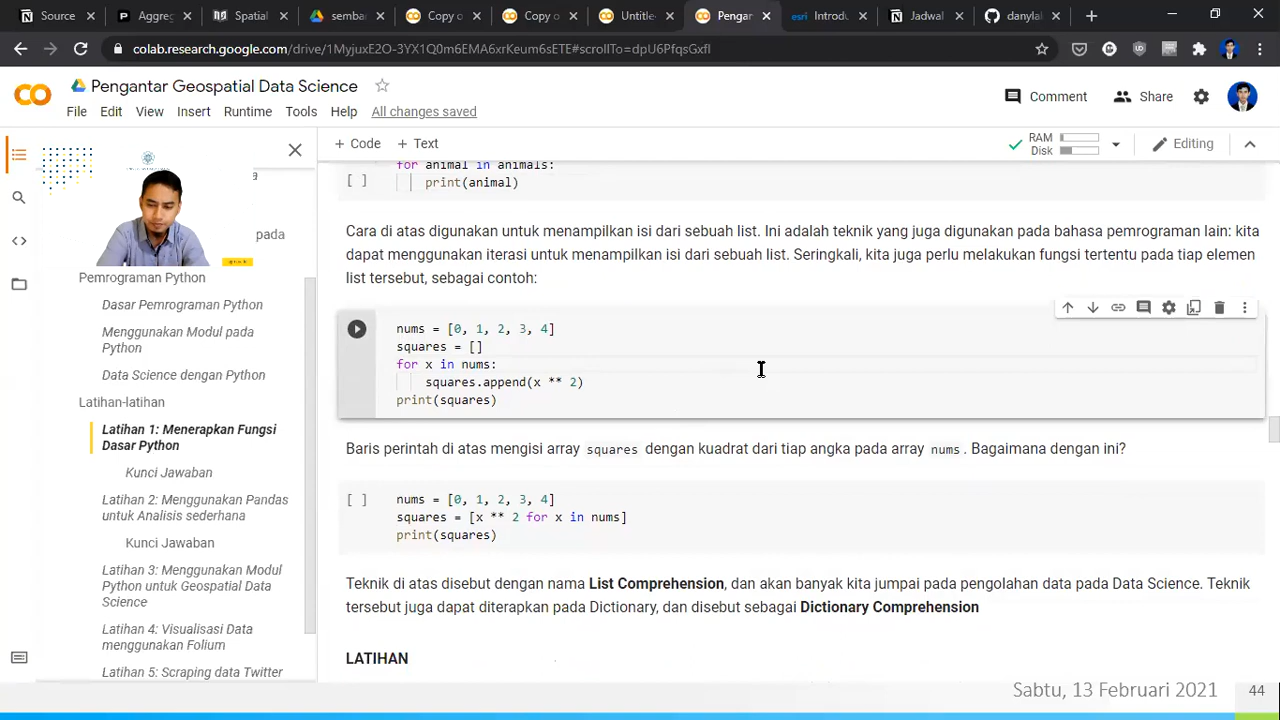 Source
Aggre
Spatial
semba
Copy o
Copy o
Untitle
Pengar
esri Introdu
Jadwal
danylal
colab.research.google.com/drive/1MyjuxE2O-3YX1Q0m6EMA6xrKeum6sETE#scrollTo=dpU6PfqsGxfl
Pengantar Geospatial Data Science
File Edit View Insert Runtime Tools Help All changes saved
Comment Share
+ Code + Text
RAM
Disk
Editing
pada
Pemrograman Python
Dasar Pemrograman Python
Menggunakan Modul pada
Python
Data Science dengan Python
Latihan-latihan
Latihan 1: Menerapkan Fungsi
Dasar Python
Kunci Jawaban
Latihan 2: Menggunakan Pandas
untuk Analisis sederhana
Kunci Jawaban
Latihan 3: Menggunakan Modul
Python untuk Geospatial Data
Science
Latihan 4: Visualisasi Data
menggunakan Folium
Latihan 5: Scraping data Twitter
for animal in animals:
[ ] print(animal)
Cara di atas digunakan untuk menampilkan isi dari sebuah list. Ini adalah teknik yang juga digunakan pada bahasa pemrograman lain: kita
dapat menggunakan iterasi untuk menampilkan isi dari sebuah list. Seringkali, kita juga perlu melakukan fungsi tertentu pada tiap elemen
list tersebut, sebagai contoh:
nums = [0, 1, 2, 3, 4]
squares = []
for x in nums:
squares.append(x ** 2)
print(squares)
Baris perintah di atas mengisi array squares dengan kuadrat dari tiap angka pada array nums. Bagaimana dengan ini?
[ ] nums = [0, 1, 2, 3, 4]
squares = [x ** 2 for x in nums]
print(squares)
Teknik di atas disebut dengan nama List Comprehension, dan akan banyak kita jumpai pada pengolahan data pada Data Science. Teknik
tersebut juga dapat diterapkan pada Dictionary, dan disebut sebagai Dictionary Comprehension
LATIHAN
Sabtu, 13 Februari 2021 44